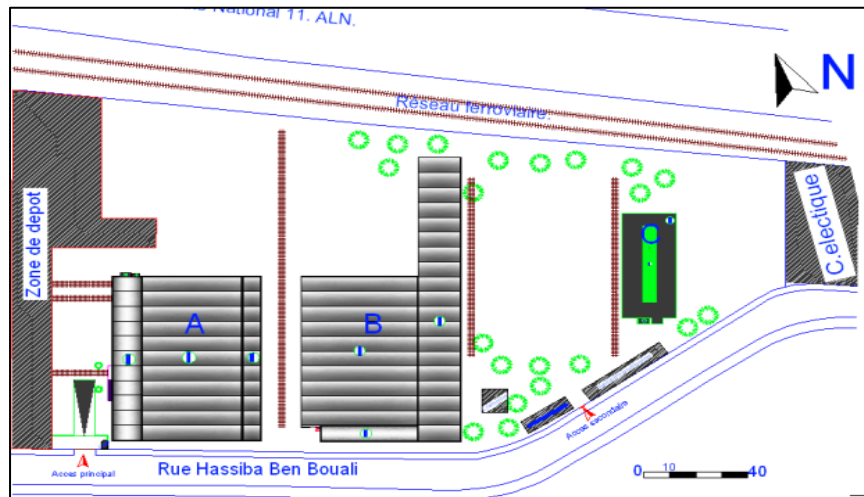 National 11. ALN.
N
Réseau ferroviaire.
Zone de depot
C.electique
C
A
B
Acces secondaire
Rue Hassiba Ben Bouali
Acces principal
0 10 40